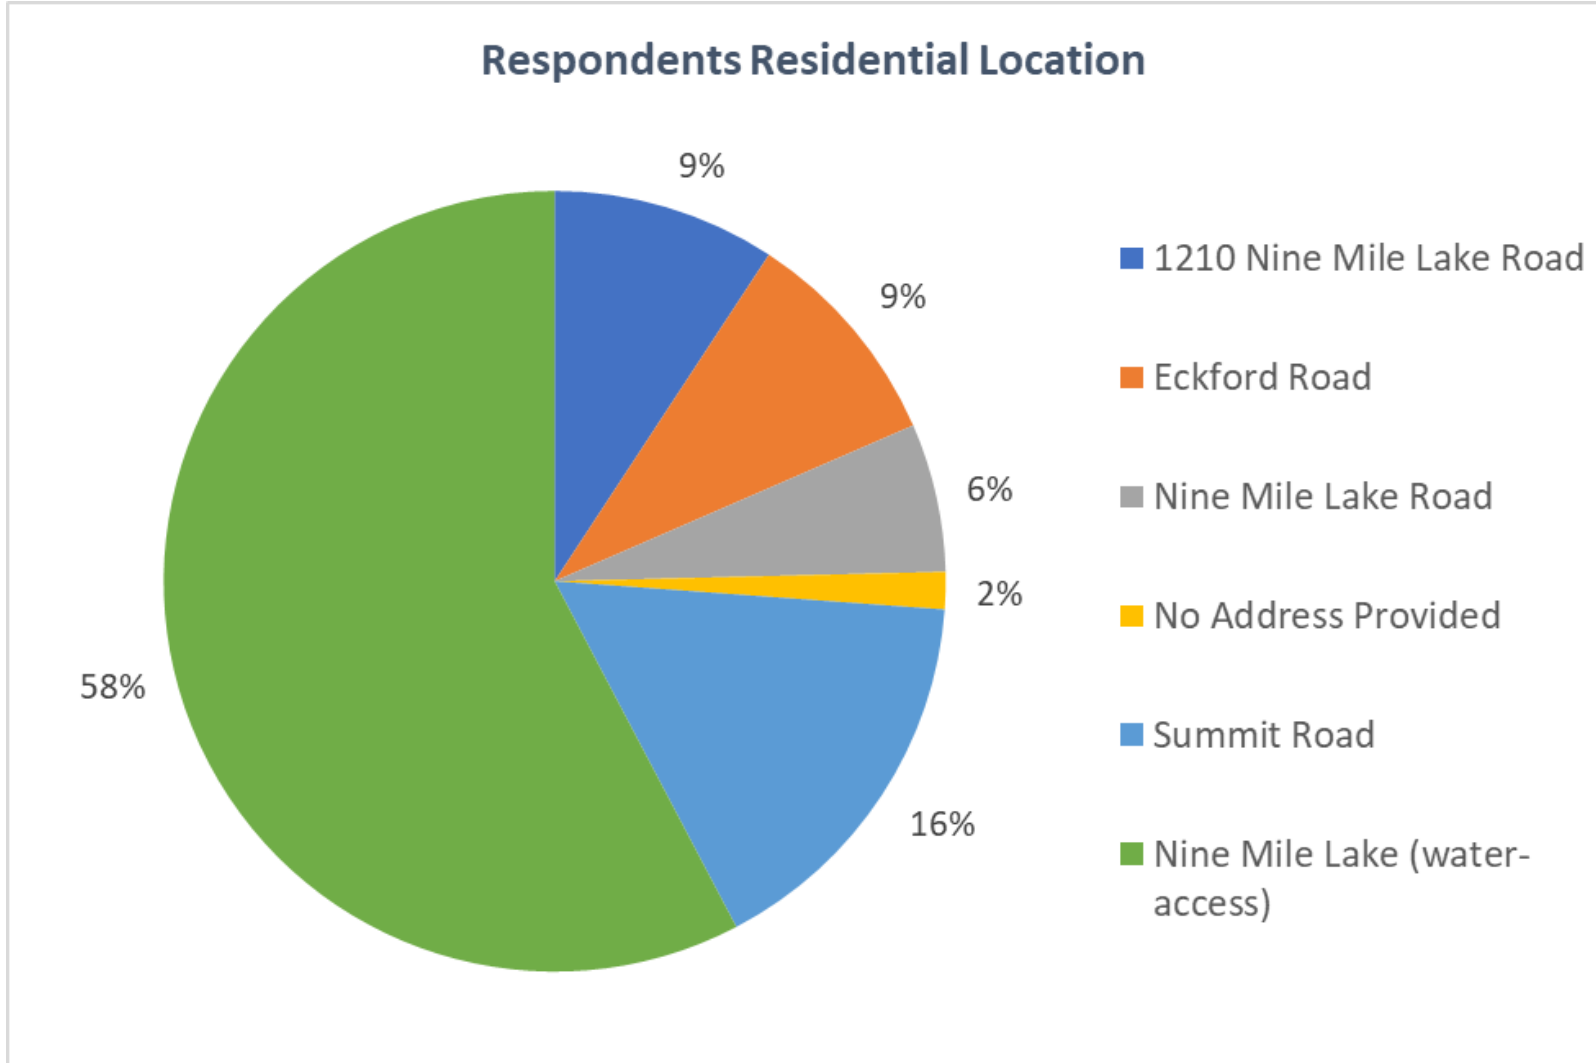 Respondents Residential Location
9%
9%
6%
2%
16%
58%
1210 Nine Mile Lake Road
Eckford Road
Nine Mile Lake Road
No Address Provided
Summit Road
Nine Mile Lake (water-
access)